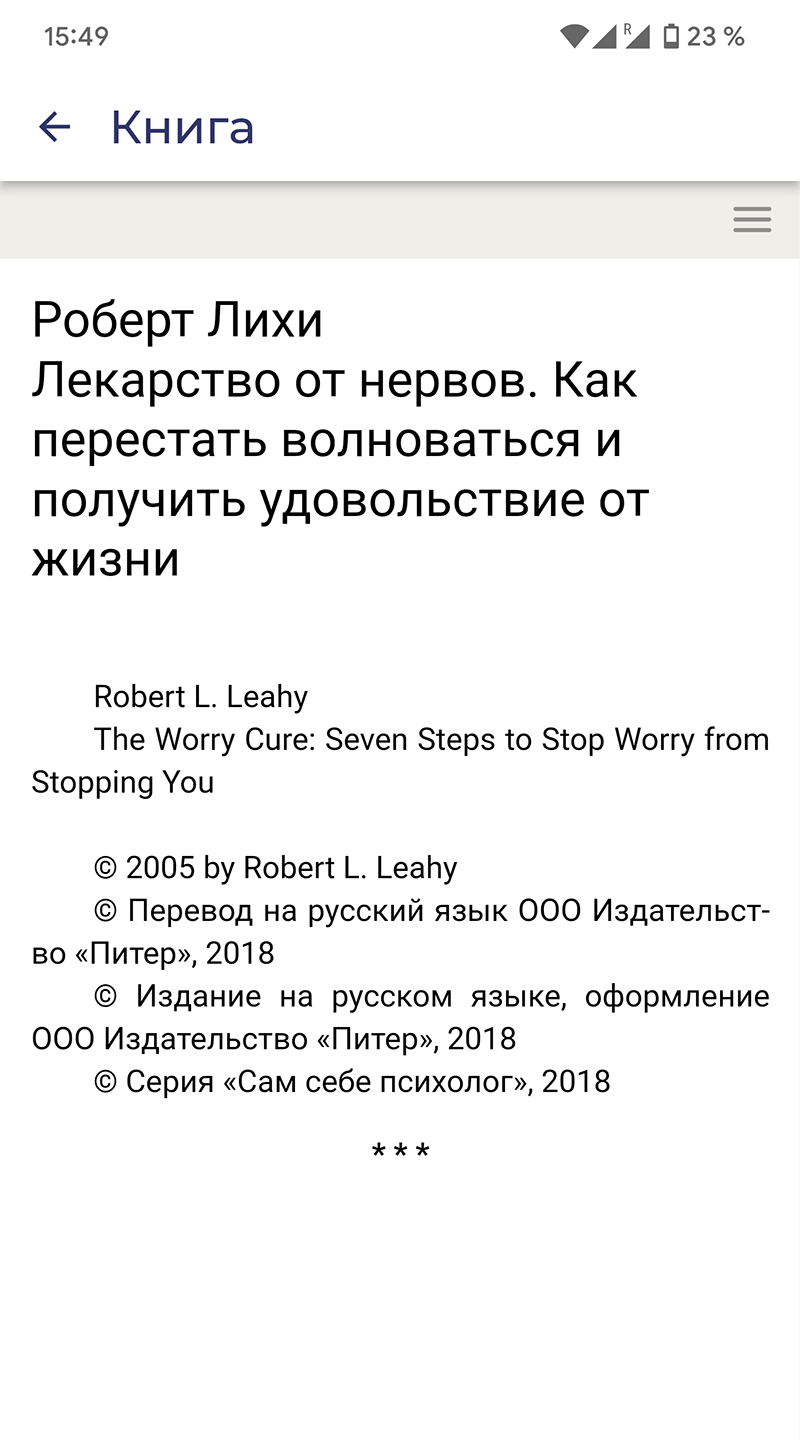 15:49 R 23 %
Книга
Роберт Лихи
Лекарство от нервов. Как
перестать волноваться и
получить удовольствие от
жизни
Robert L. Leahy
The Worry Cure: Seven Steps to Stop Worry from
Stopping You
© 2005 by Robert L. Leahy
© Перевод на русский язык ООО Издательст-
во «Питер», 2018
© Издание на русском языке, оформление
ООО Издательство «Питер», 2018
© Серия «Сам себе психолог», 2018
* * *